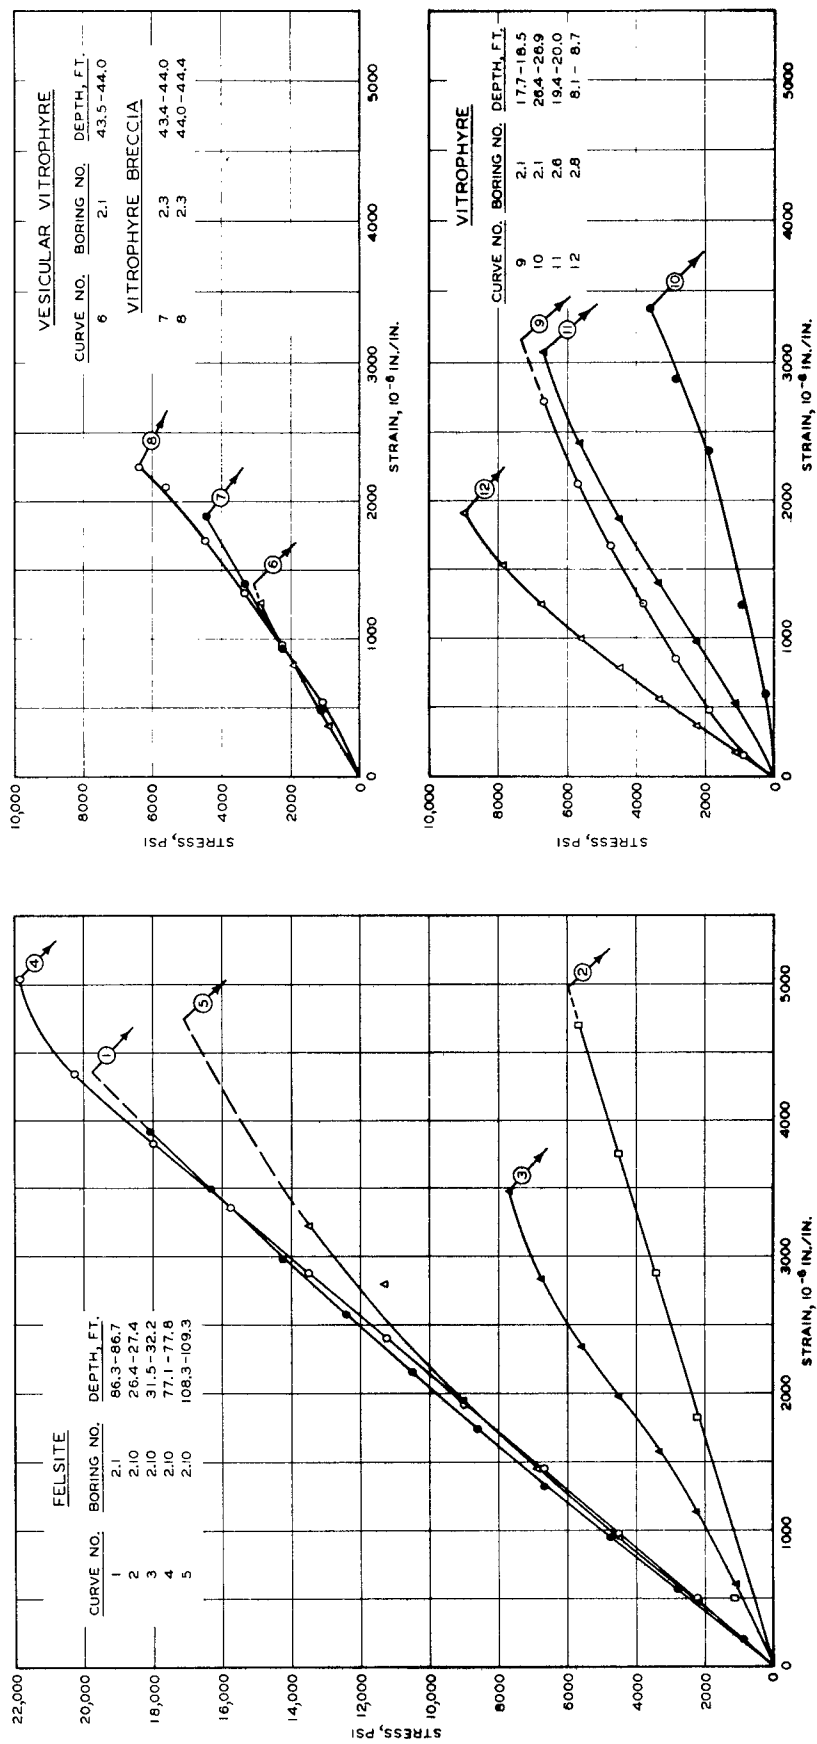 FELSITE
CURVE NO. BORING NO. DEPTH, FT.
1 2.1 86.3-86.7
2 2.10 26.4-27.4
3 2.10 31.5-32.2
4 2.10 77.1-77.8
5 2.10 108.3-109.3
22,000
20,000
18,000
16,000
14,000
12,000
10,000
8000
6000
4000
2000
0
STRESS, PSI
0 1000 2000 3000 4000 5000
STRAIN, 10-6 IN./IN.
4
1
5
3
2
VESICULAR VITROPHYRE
CURVE NO. BORING NO. DEPTH, FT.
6 2.1 43.5-44.0
VITROPHYRE BRECCIA
7 2.3 43.4-44.0
8 2.3 44.0-44.4
10,000
8000
6000
4000
2000
0
STRESS, PSI
0 1000 2000 3000 4000 5000
STRAIN, 10-6 IN./IN.
8
7
6
VITROPHYRE
CURVE NO. BORING NO. DEPTH, FT.
9 2.1 17.7-18.5
10 2.1 26.4-26.9
11 2.6 19.4-20.0
12 2.8 8.1-8.7
10,000
8000
6000
4000
2000
0
STRESS, PSI
0 1000 2000 3000 4000 5000
STRAIN, 10-6 IN./IN.
12
9
11
10